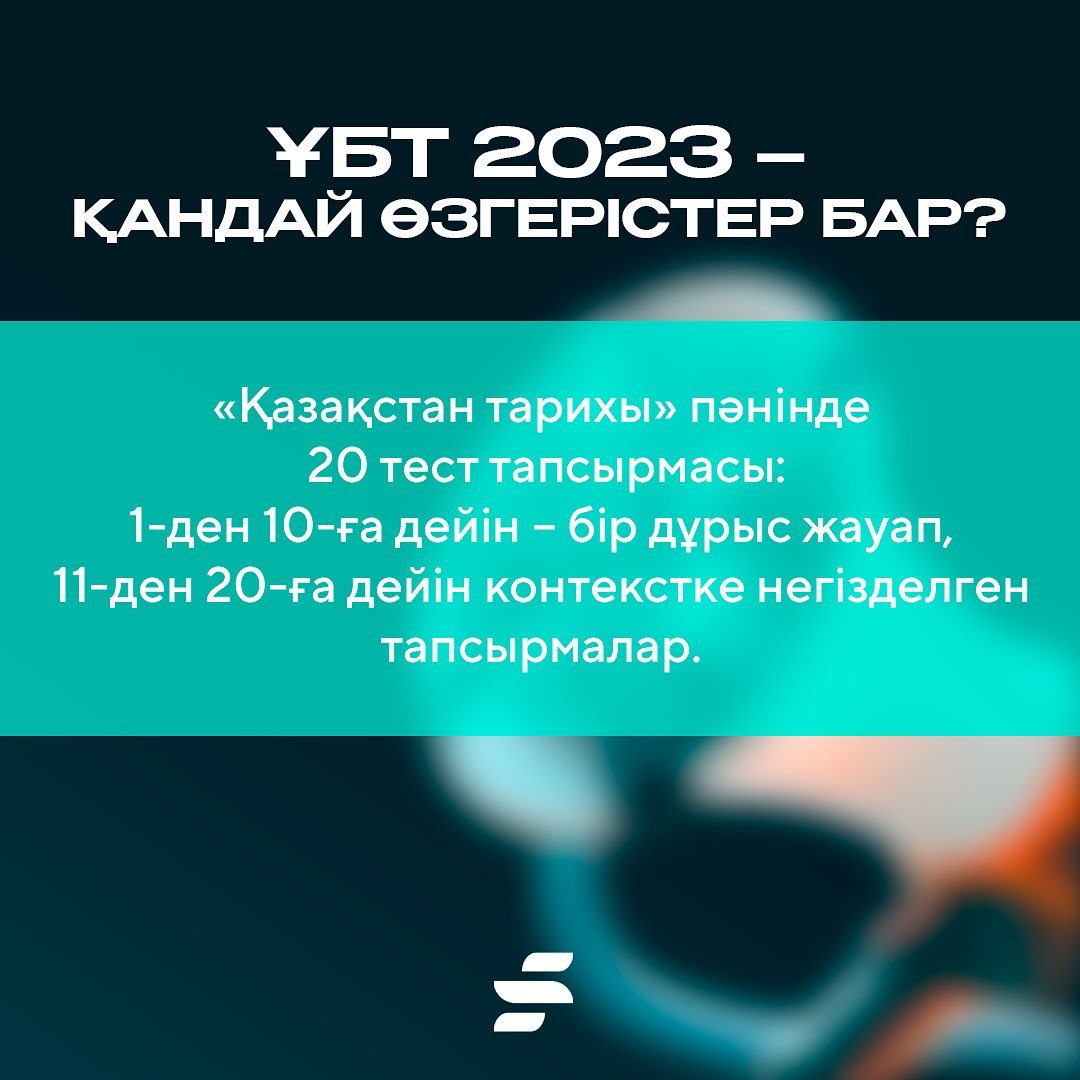 ҰБТ 2023 –
ҚАНДАЙ ӨЗГЕРІСТЕР БАР?
«Қазақстан тарихы» пәнінде
20 тест тапсырмасы:
1-ден 10-ға дейін – бір дұрыс жауап,
11-ден 20-ға дейін контекстке негізделген
тапсырмалар.